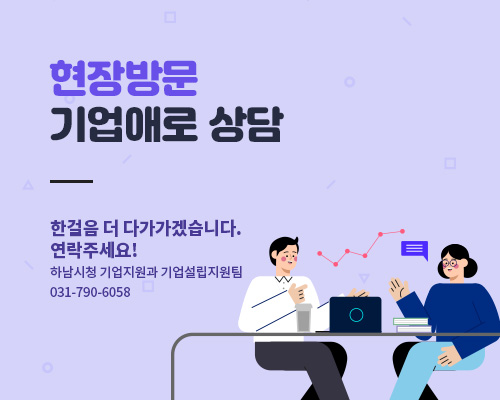 현장방문
기업애로 상담
한걸음 더 다가가겠습니다.
연락주세요!
하남시청 기업지원과 기업설립지원팀
031-790-6058